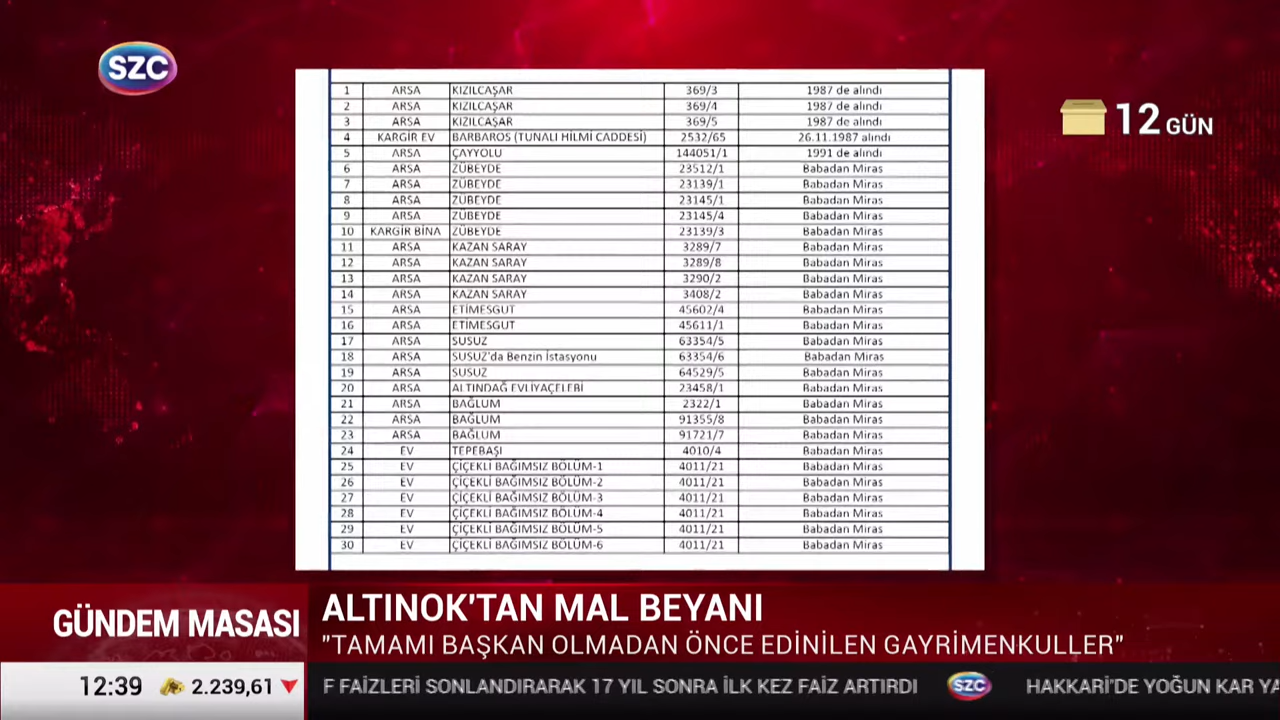 SZC
12 GÜN
1 ARSA KIZILCAŞAR 369/3 1987 de alındı
2 ARSA KIZILCAŞAR 369/4 1987 de alındı
3 ARSA KIZILCAŞAR 369/5 1987 de alındı
4 KARGİR EV BARBAROS (TUNALI HİLMİ CADDESİ) 2532/65 26.11.1987 alındı
5 ARSA ÇAYYOLU 144051/1 1991 de alındı
6 ARSA ZÜBEYDE 23512/1 Babadan Miras
7 ARSA ZÜBEYDE 23139/1 Babadan Miras
8 ARSA ZÜBEYDE 23145/1 Babadan Miras
9 ARSA ZÜBEYDE 23145/4 Babadan Miras
10 KARGİR BİNA ZÜBEYDE 23139/3 Babadan Miras
11 ARSA KAZAN SARAY 3289/7 Babadan Miras
12 ARSA KAZAN SARAY 3289/8 Babadan Miras
13 ARSA KAZAN SARAY 3290/2 Babadan Miras
14 ARSA KAZAN SARAY 3408/2 Babadan Miras
15 ARSA ETİMESGUT 45602/4 Babadan Miras
16 ARSA ETİMESGUT 45611/1 Babadan Miras
17 ARSA SUSUZ 63354/5 Babadan Miras
18 ARSA SUSUZ'da Benzin İstasyonu 63354/6 Babadan Miras
19 ARSA SUSUZ 64529/5 Babadan Miras
20 ARSA ALTINDAĞ EVLİYAÇELEBİ 23458/1 Babadan Miras
21 ARSA BAĞLUM 2322/1 Babadan Miras
22 ARSA BAĞLUM 91355/8 Babadan Miras
23 ARSA BAĞLUM 91721/7 Babadan Miras
24 EV TEPEBAŞI 4010/4 Babadan Miras
25 EV ÇİÇEKLİ BAĞIMSIZ BÖLÜM-1 4011/21 Babadan Miras
26 EV ÇİÇEKLİ BAĞIMSIZ BÖLÜM-2 4011/21 Babadan Miras
27 EV ÇİÇEKLİ BAĞIMSIZ BÖLÜM-3 4011/21 Babadan Miras
28 EV ÇİÇEKLİ BAĞIMSIZ BÖLÜM-4 4011/21 Babadan Miras
29 EV ÇİÇEKLİ BAĞIMSIZ BÖLÜM-5 4011/21 Babadan Miras
30 EV ÇİÇEKLİ BAĞIMSIZ BÖLÜM-6 4011/21 Babadan Miras
GÜNDEM MASASI
ALTINOK'TAN MAL BEYANI
"TAMAMI BAŞKAN OLMADAN ÖNCE EDİNİLEN GAYRİMENKULLER"
12:39 2.239,61 F FAİZLERİ SONLANDIRARAK 17 YIL SONRA İLK KEZ FAİZ ARTIRDI SZC HAKKARİ'DE YOĞUN KAR YA